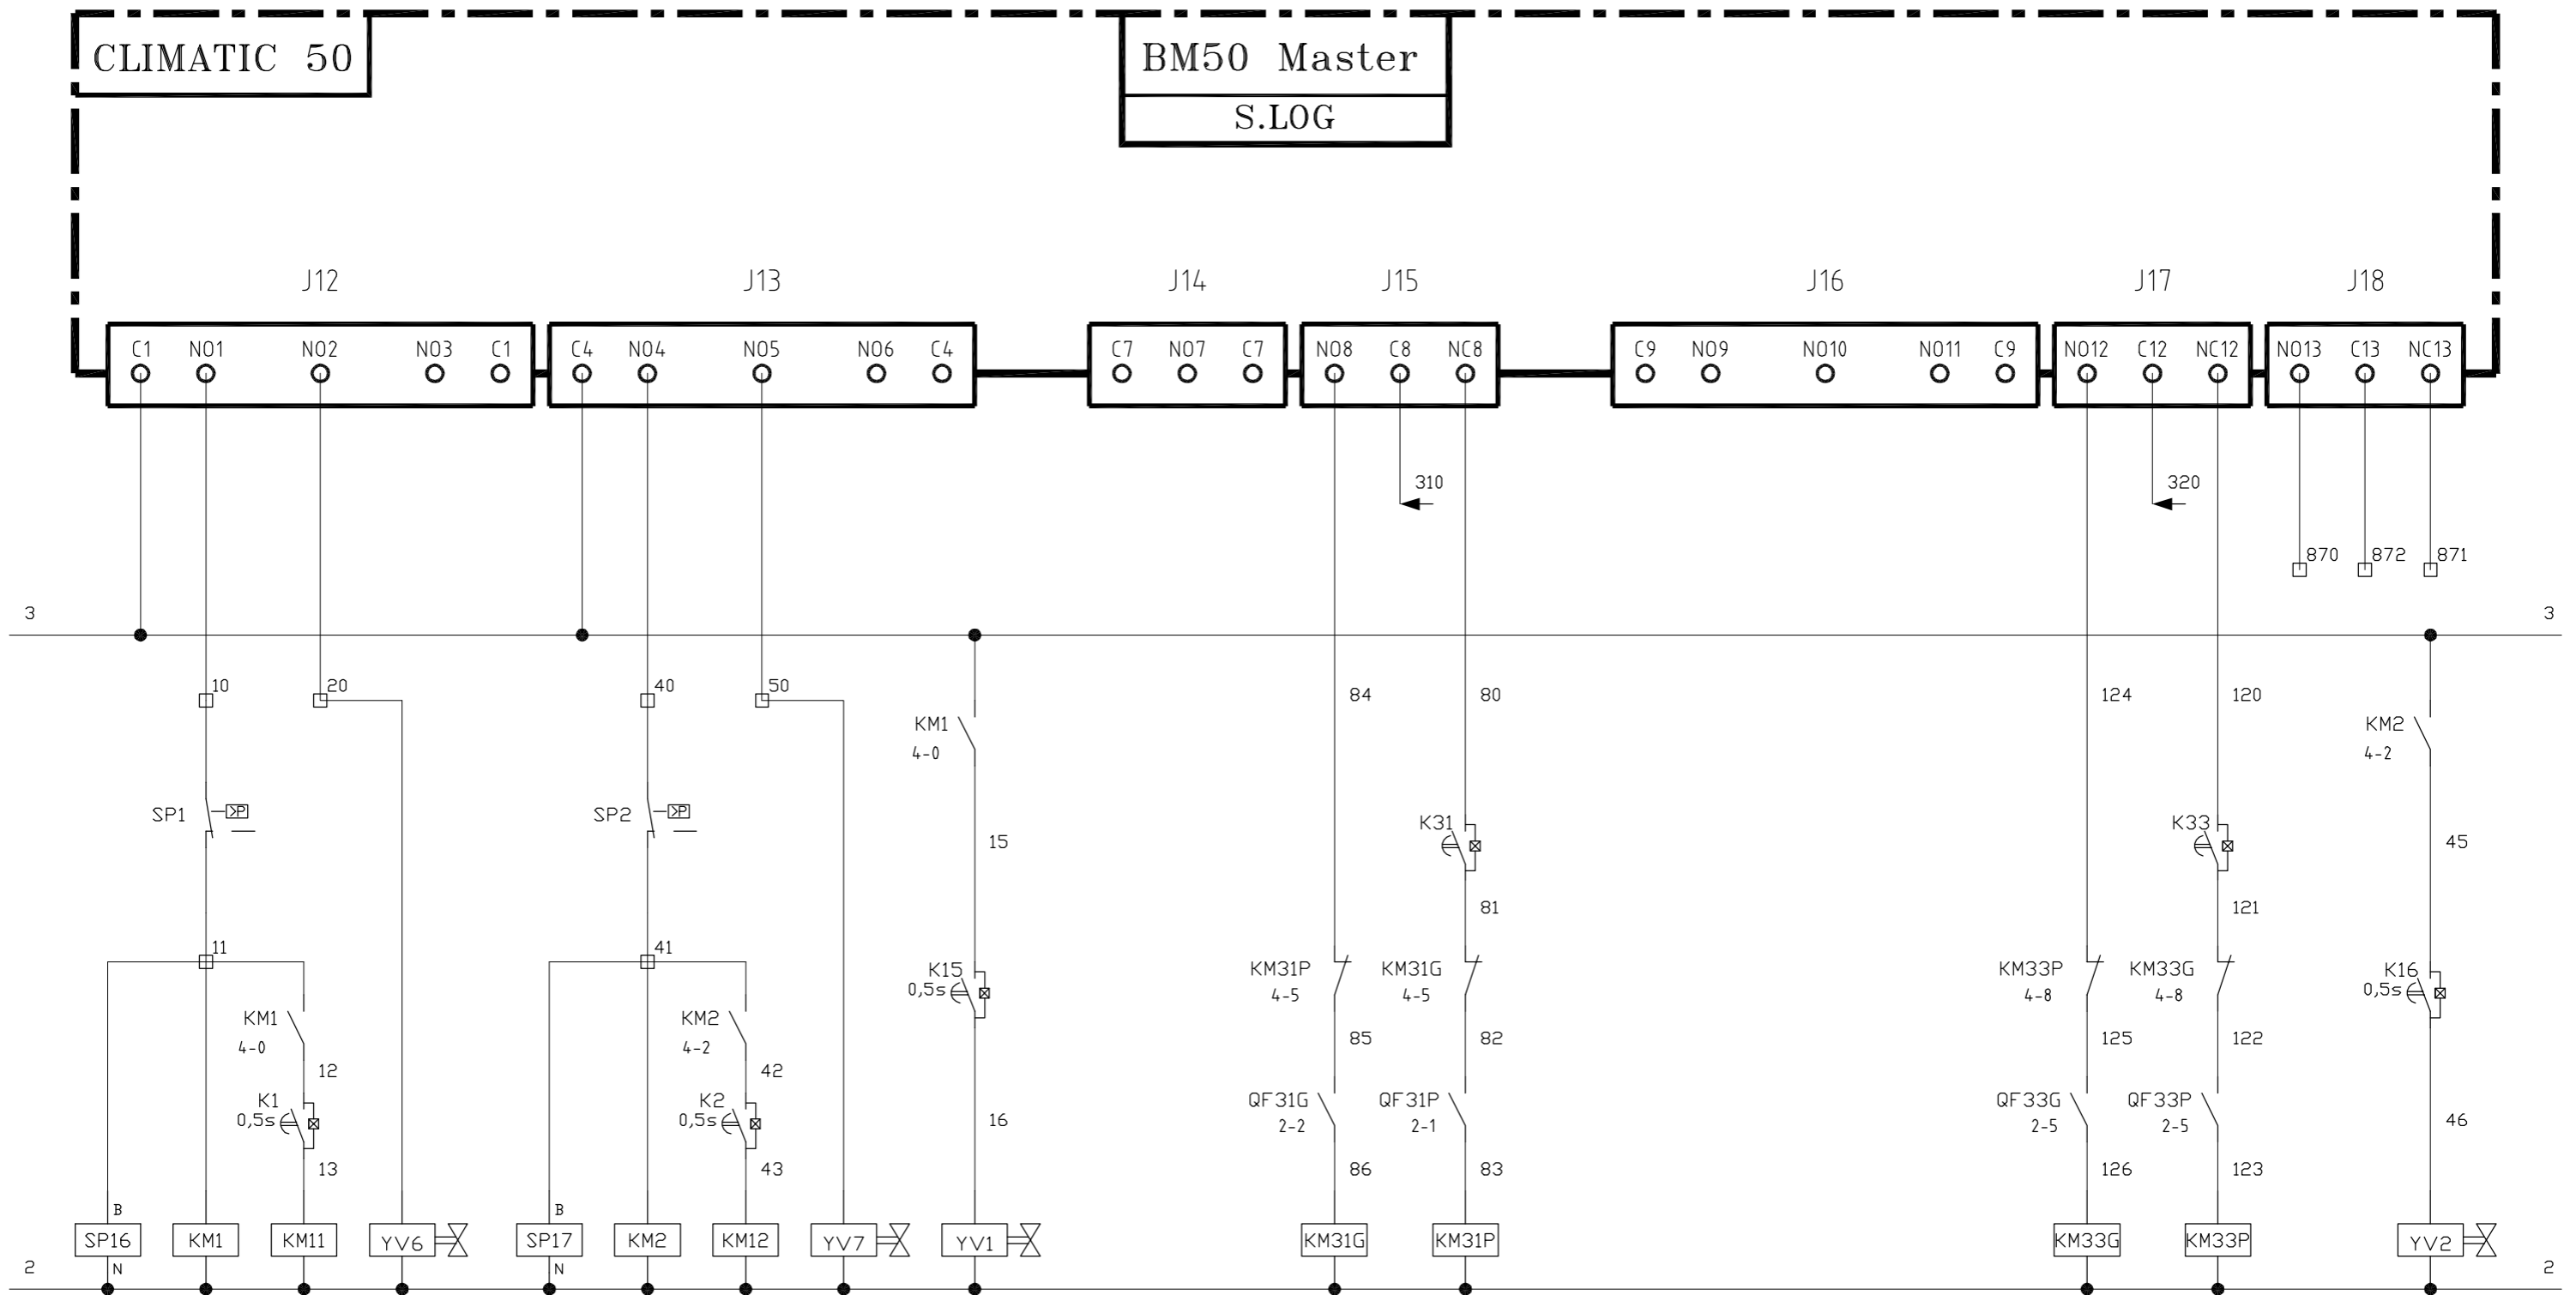 CLIMATIC 50
BM50 Master
S.LOG
J12 J13 J14 J15 J16 J17 J18
C1 NO1 NO2 NO3 C1 C4 NO4 NO5 NO6 C4 C7 NO7 C7 NO8 C8 NC8 C9 NO9 NO10 NO11 C9 NO12 C12 NC12 NO13 C13 NC13
310 320
870 872 871
3 3
10 20 40 50 84 80 124 120
KM1 KM2
4-0 4-2
SP1 >P SP2 >P K31 K33
15 45
81 121
11 41
KM31P KM31G KM33P KM33G
K15 K16
0,5s 0,5s
4-5 4-5 4-8 4-8
KM1 KM2
4-0 4-2
85 82 125 122
12 42
K1 K2 QF31G QF31P QF33G QF33P
0,5s 0,5s 16 46
2-2 2-1 2-5 2-5
13 43 86 83 126 123
B B
SP16 KM1 KM11 YV6 SP17 KM2 KM12 YV7 YV1 KM31G KM31P KM33G KM33P YV2
2 N N 2